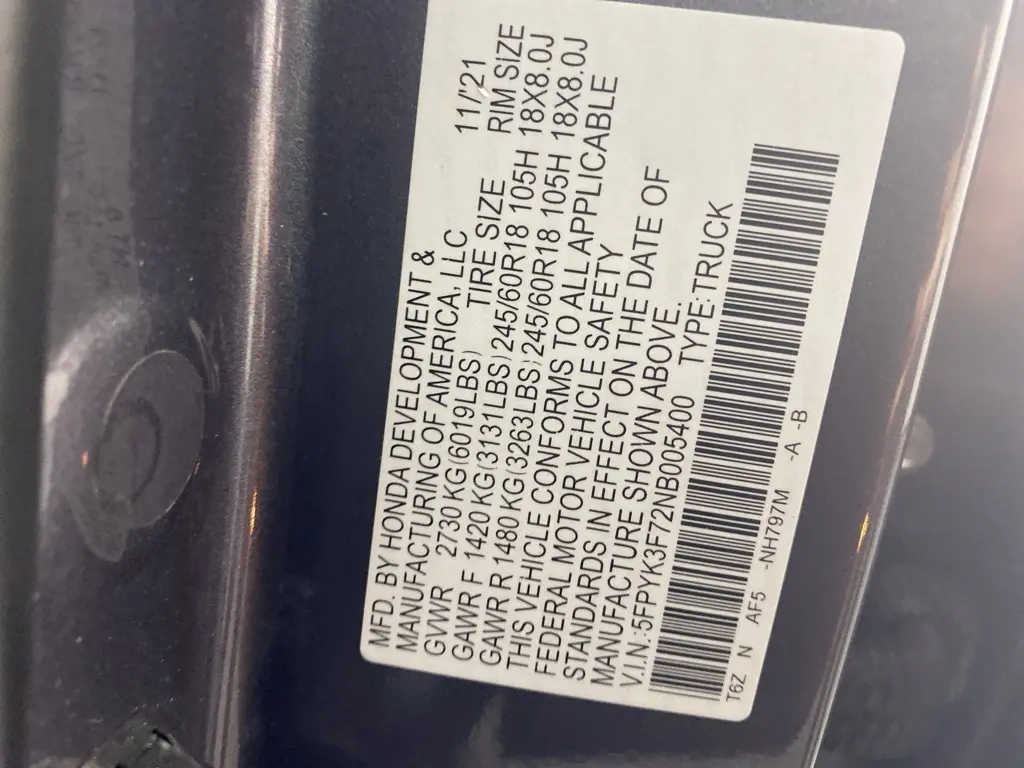 MFD. BY HONDA DEVELOPMENT &
MANUFACTURING OF AMERICA, LLC 11/'21
GVWR 2730 KG(6019LBS) TIRE SIZE RIM SIZE
GAWR F 1420 KG(3131LBS) 245/60R18 105H 18X8.0J
GAWR R 1480 KG(3263LBS) 245/60R18 105H 18X8.0J
THIS VEHICLE CONFORMS TO ALL APPLICABLE
FEDERAL MOTOR VEHICLE SAFETY
STANDARDS IN EFFECT ON THE DATE OF
MANUFACTURE SHOWN ABOVE.
V.I.N.:5FPYK3F72NB005400 TYPE:TRUCK
T6Z N AF5 -NH797M -A -B